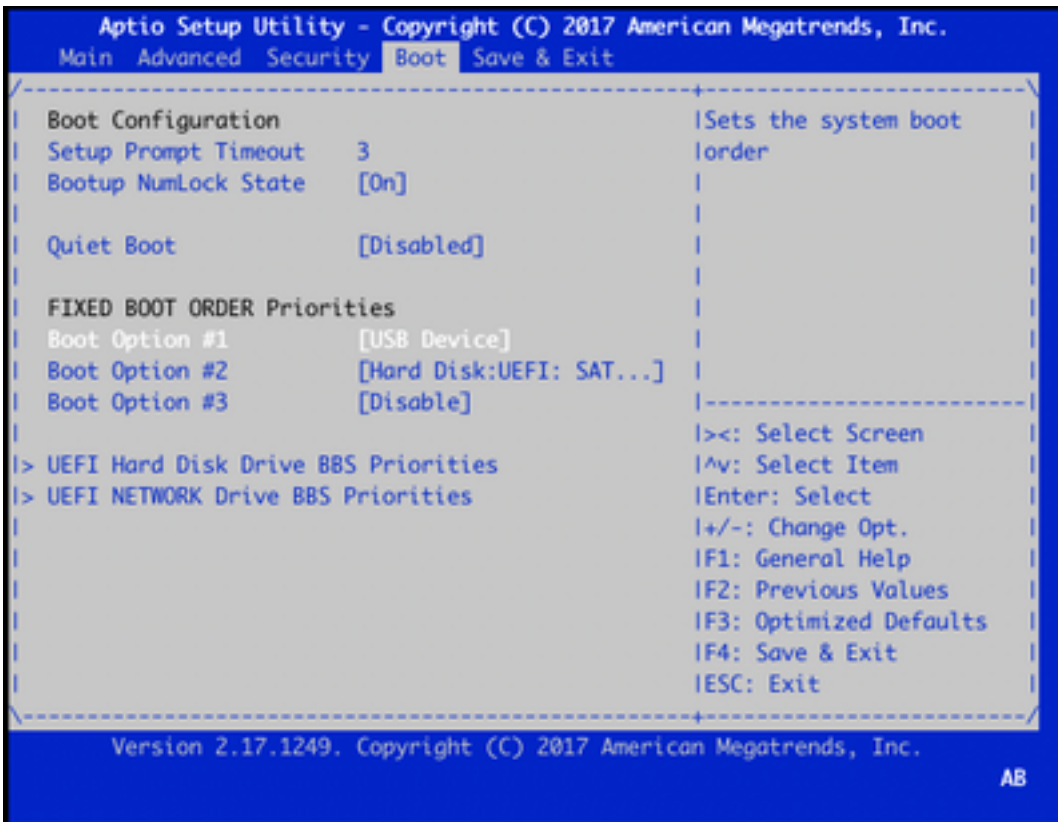 Aptio Setup Utility - Copyright (C) 2017 American Megatrends, Inc.
Main Advanced Security Boot Save & Exit
Boot Configuration
Setup Prompt Timeout 3
Bootup NumLock State [On]
Quiet Boot [Disabled]
FIXED BOOT ORDER Priorities
Boot Option #1 [USB Device]
Boot Option #2 [Hard Disk:UEFI: SAT...]
Boot Option #3 [Disable]
> UEFI Hard Disk Drive BBS Priorities
> UEFI NETWORK Drive BBS Priorities
Sets the system boot
order
><: Select Screen
^v: Select Item
Enter: Select
+/-: Change Opt.
F1: General Help
F2: Previous Values
F3: Optimized Defaults
F4: Save & Exit
ESC: Exit
Version 2.17.1249. Copyright (C) 2017 American Megatrends, Inc.
AB